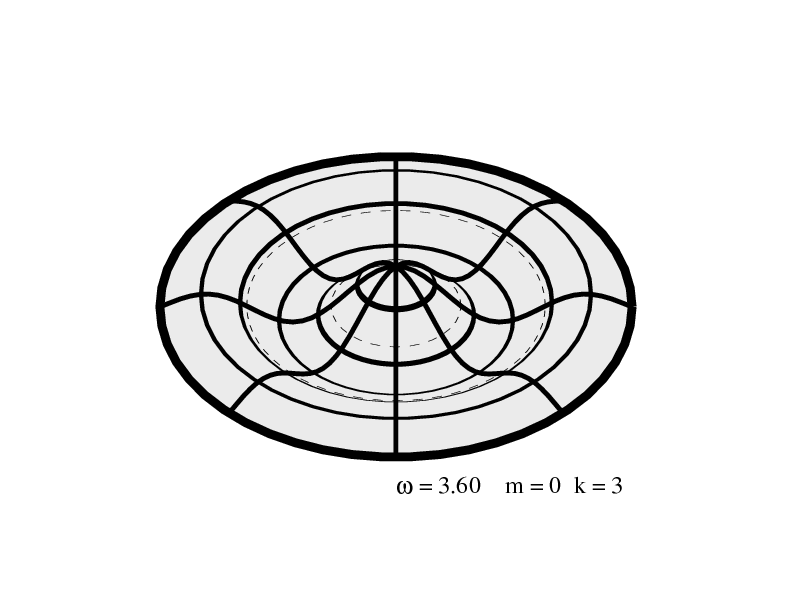 ω = 3.60 m = 0 k = 3